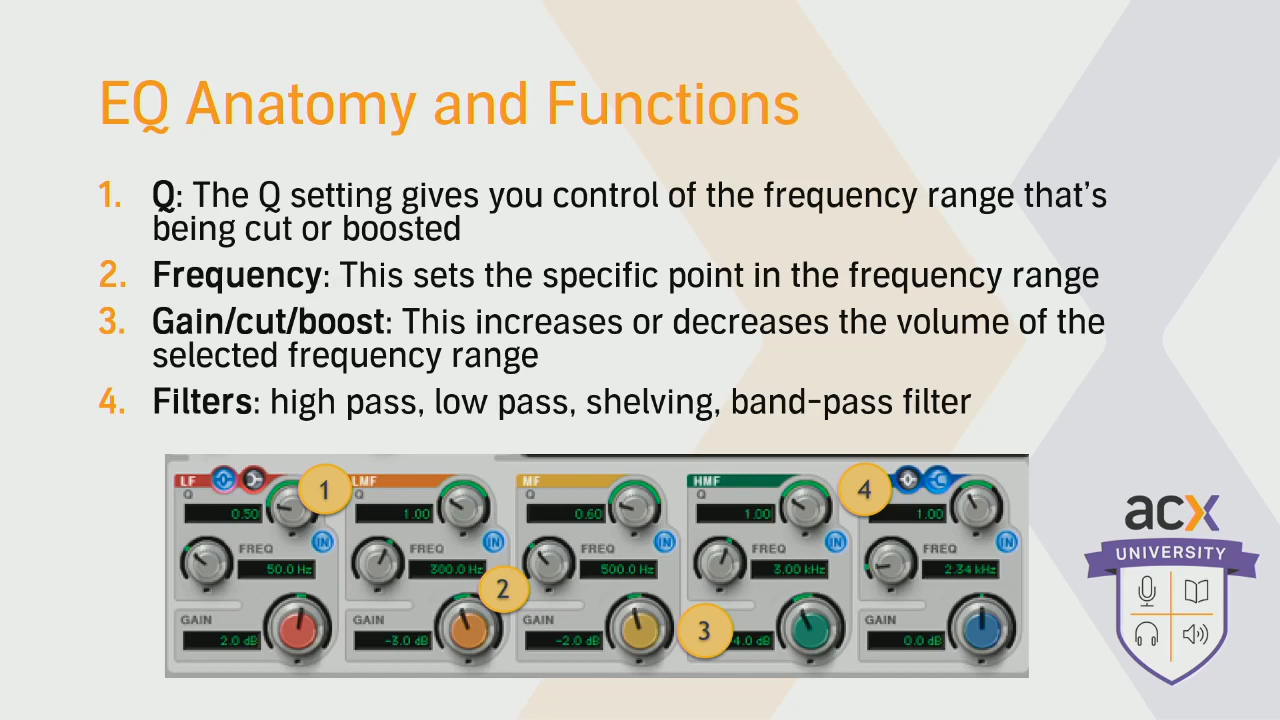 EQ Anatomy and Functions
1. Q: The Q setting gives you control of the frequency range that's
being cut or boosted
2. Frequency: This sets the specific point in the frequency range
3. Gain/cut/boost: This increases or decreases the volume of the
selected frequency range
4. Filters: high pass, low pass, shelving, band-pass filter
LF 1 LMF MF HMF 4
Q Q Q Q
0.50 1.00 0.60 1.00 1.00
IN IN IN IN IN
FREQ FREQ FREQ FREQ FREQ
50.0 Hz 300.0 Hz 500.0 Hz 3.00 kHz 2.34 kHz
2
3
GAIN GAIN GAIN GAIN
2.0 dB -3.0 dB -2.0 dB 4.0 dB 0.0 dB
acx
UNIVERSITY